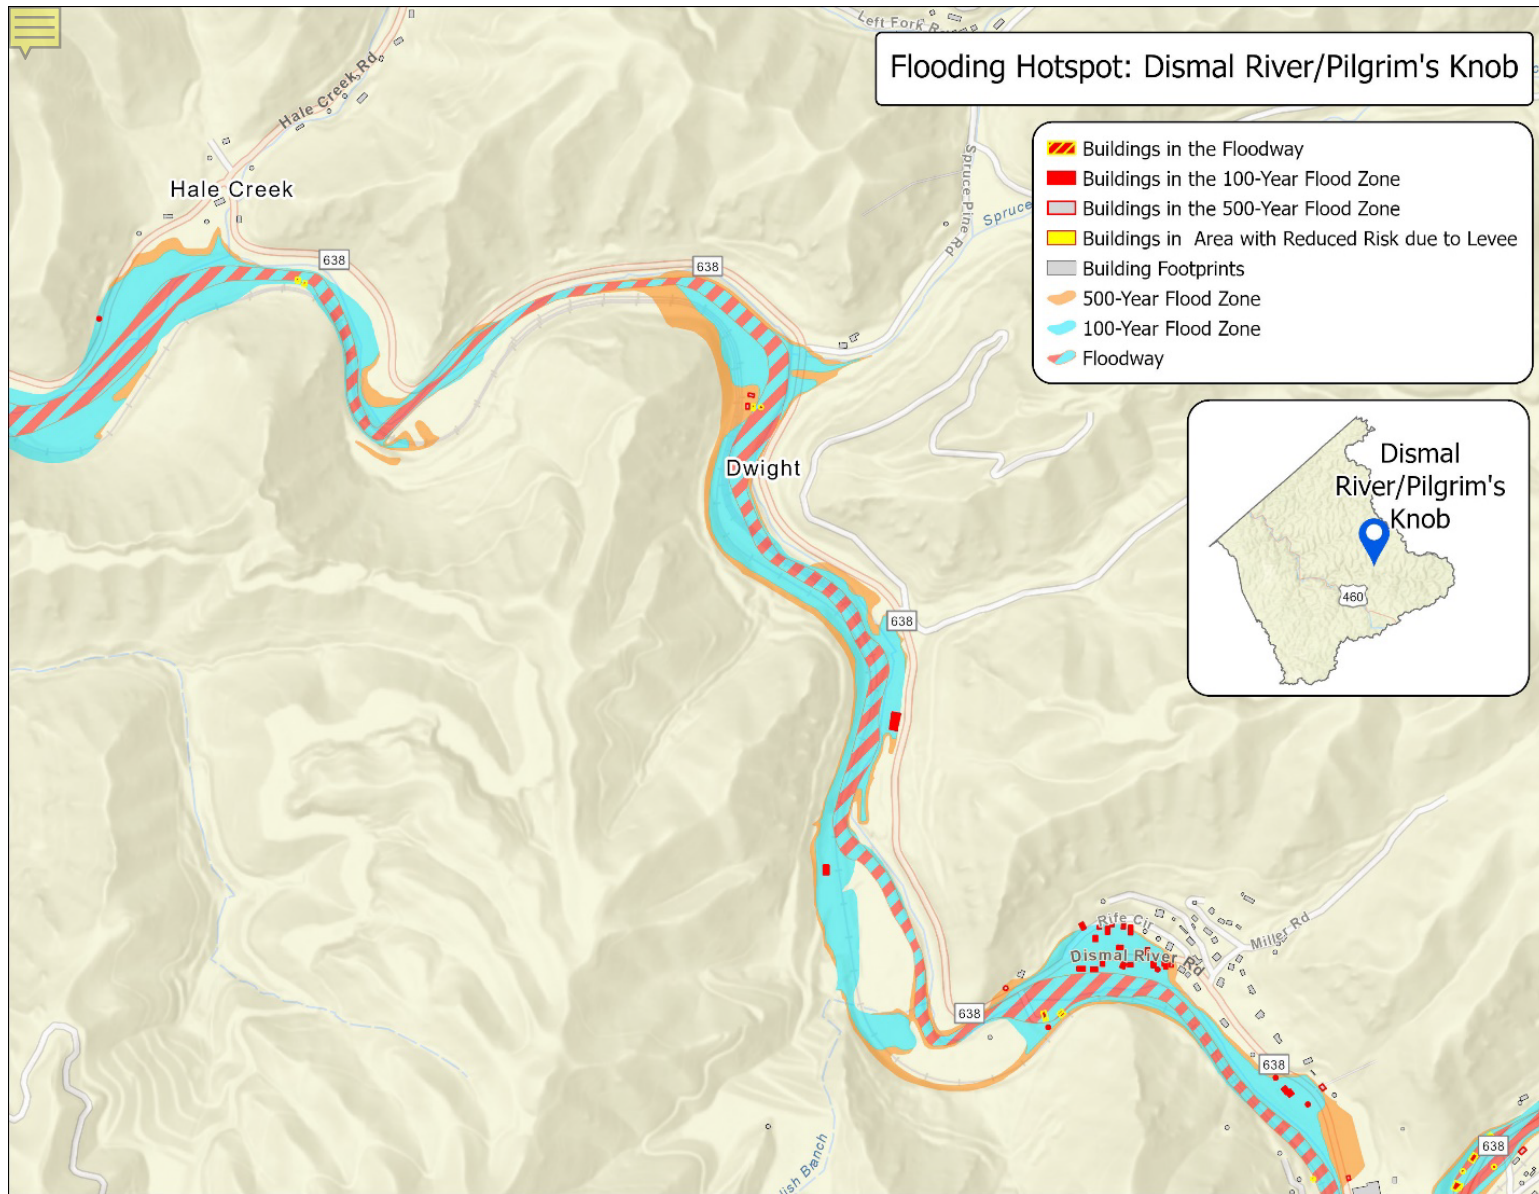 Left Fork
Flooding Hotspot: Dismal River/Pilgrim's Knob
Hale Creek Rd
Buildings in the Floodway
Buildings in the 100-Year Flood Zone
Buildings in the 500-Year Flood Zone
Buildings in  Area with Reduced Risk due to Levee
Building Footprints
500-Year Flood Zone
100-Year Flood Zone
Floodway
Hale Creek
Spruce Pine Rd
Spruce
638
638
Dismal
River/Pilgrim's
Knob
460
Dwight
638
Rife Cir
Miller Rd
Dismal River Rd
638
638
638
Branch